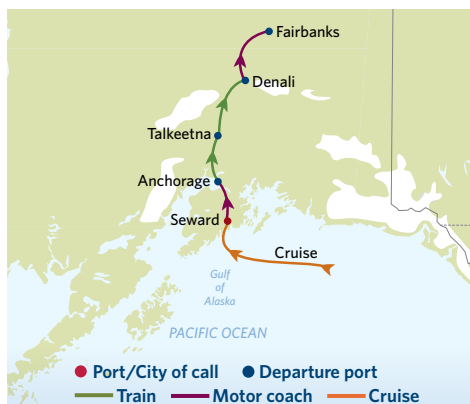 Fairbanks
Denali
Talkeetna
Anchorage
Seward
Cruise
Gulf
of
Alaska
PACIFIC OCEAN
Port/City of call
Departure port
Train
Motor coach
Cruise